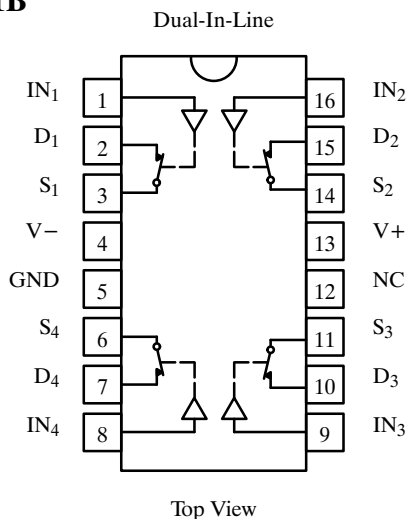 Dual-In-Line
IN₁ 1 16 IN₂
D₁ 2 15 D₂
S₁ 3 14 S₂
V− 4 13 V+
GND 5 12 NC
S₄ 6 11 S₃
D₄ 7 10 D₃
IN₄ 8 9 IN₃
Top View